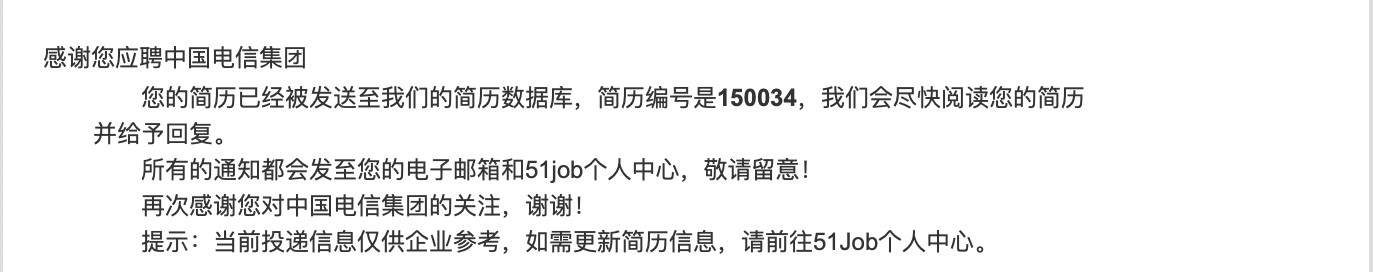 感谢您应聘中国电信集团
您的简历已经被发送至我们的简历数据库，简历编号是150034，我们会尽快阅读您的简历
并给予回复。
所有的通知都会发至您的电子邮箱和51job个人中心，敬请留意！
再次感谢您对中国电信集团的关注，谢谢！
提示：当前投递信息仅供企业参考，如需更新简历信息，请前往51Job个人中心。